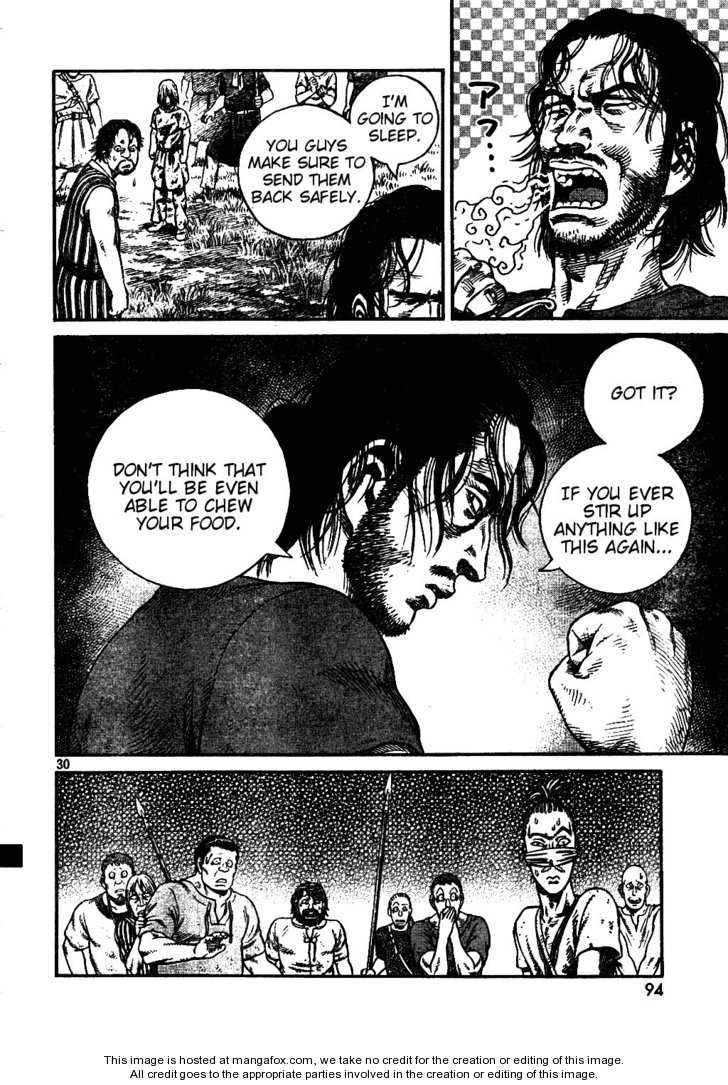 アフ…
I'M
GOING TO
SLEEP.
YOU GUYS
MAKE SURE TO
SEND THEM
BACK SAFELY.
GOT IT?
IF YOU EVER
STIR UP
ANYTHING LIKE
THIS AGAIN...
DON'T THINK THAT
YOU'LL BE EVEN
ABLE TO CHEW
YOUR FOOD.
30
94
This image is hosted at mangafox.com, we take no credit for the creation or editing of this image.
All credit goes to the appropriate parties involved in the creation or editing of this image.